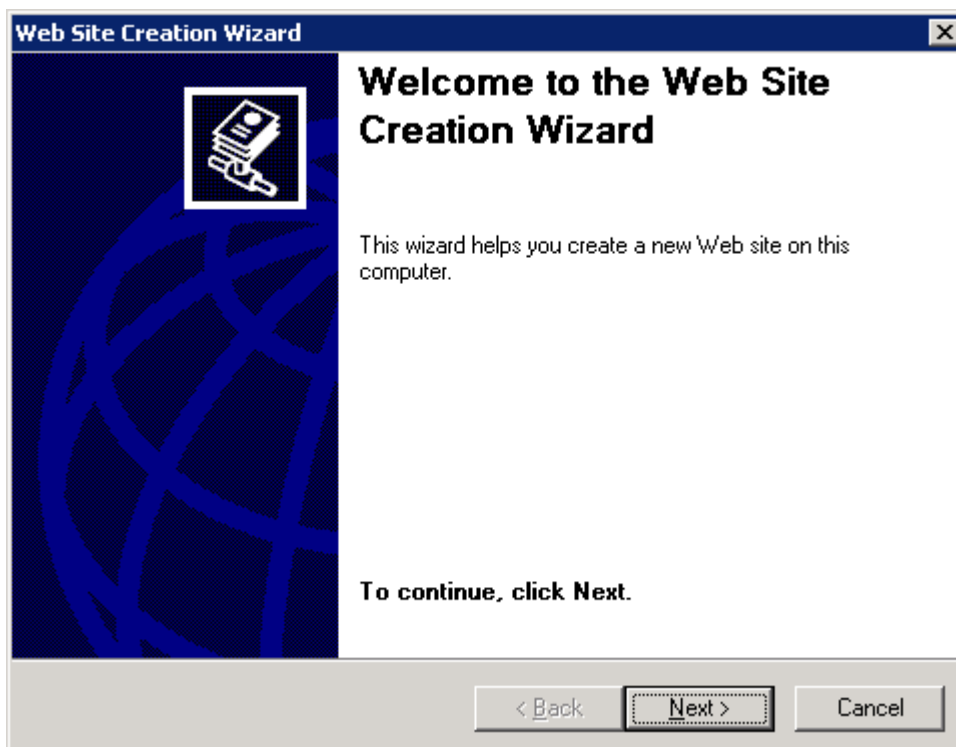 Web Site Creation Wizard
Welcome to the Web Site
Creation Wizard
This wizard helps you create a new Web site on this
computer.
To continue, click Next.
< Back
Next >
Cancel